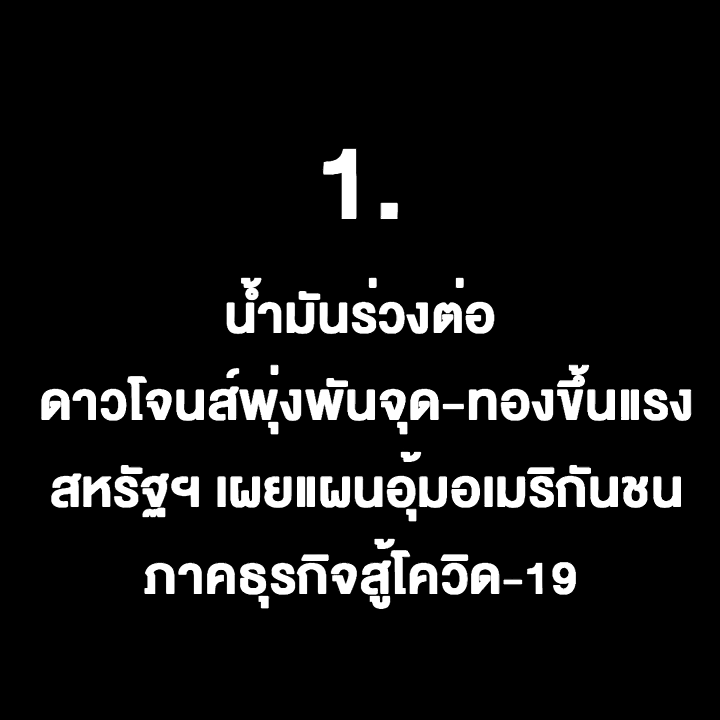 1.
น้ำมันร่วงต่อ
ดาวโจนส์พุ่งพันจุด-ทองขึ้นแรง
สหรัฐฯ เผยแผนอุ้มอเมริกันชน
ภาคธุรกิจสู้โควิด-19